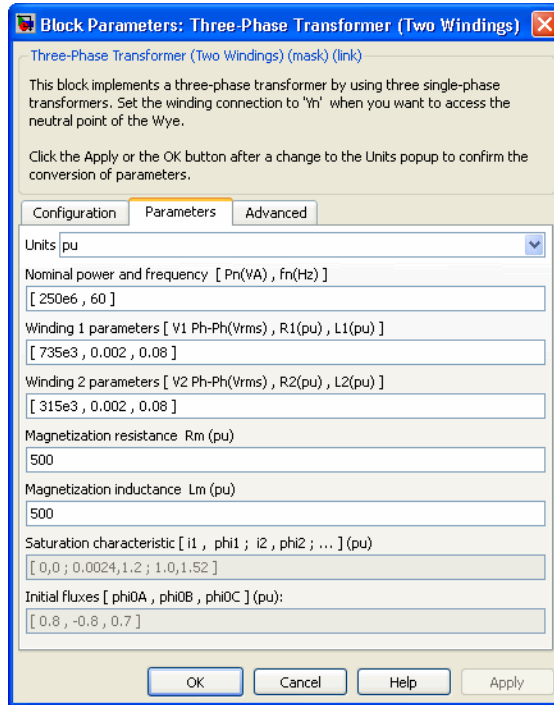 Block Parameters: Three-Phase Transformer (Two Windings)
Three-Phase Transformer (Two Windings) (mask) (link)
This block implements a three-phase transformer by using three single-phase
transformers. Set the winding connection to 'Yn' when you want to access the
neutral point of the Wye.
Click the Apply or the OK button after a change to the Units popup to confirm the
conversion of parameters.
Configuration Parameters Advanced
Units pu
Nominal power and frequency [ Pn(VA) , fn(Hz) ]
[ 250e6 , 60 ]
Winding 1 parameters [ V1 Ph-Ph(Vrms) , R1(pu) , L1(pu) ]
[ 735e3 , 0.002 , 0.08 ]
Winding 2 parameters [ V2 Ph-Ph(Vrms) , R2(pu) , L2(pu) ]
[ 315e3 , 0.002 , 0.08 ]
Magnetization resistance Rm (pu)
500
Magnetization inductance Lm (pu)
500
Saturation characteristic [ i1 , phi1 ; i2 , phi2 ; ... ] (pu)
[ 0,0 ; 0.0024,1.2 ; 1.0,1.52 ]
Initial fluxes [ phi0A , phi0B , phi0C ] (pu):
[ 0.8 , -0.8 , 0.7 ]
OK Cancel Help Apply